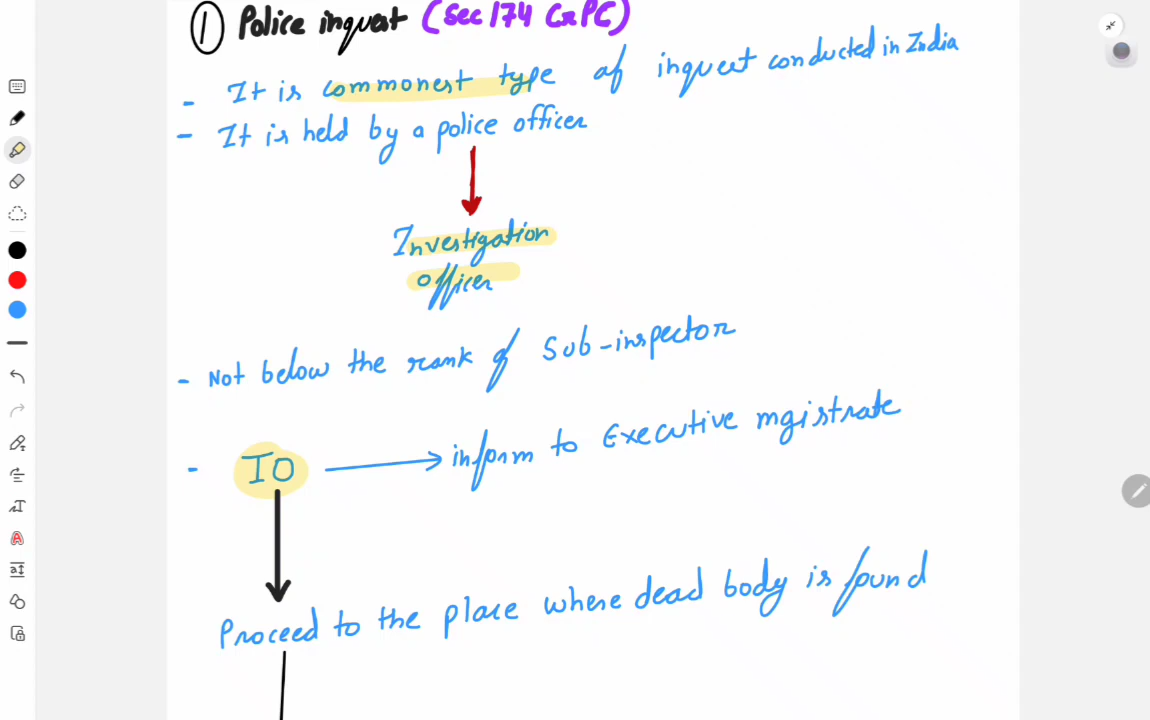 ① Police inquest (Sec 174 CrPC)
- It is commonest type of inquest conducted in India
- It is held by a police officer
Investigation
officer
- Not below the rank of Sub-inspector
- IO → inform to Executive mgistrate
Proceed to the place where dead body is found